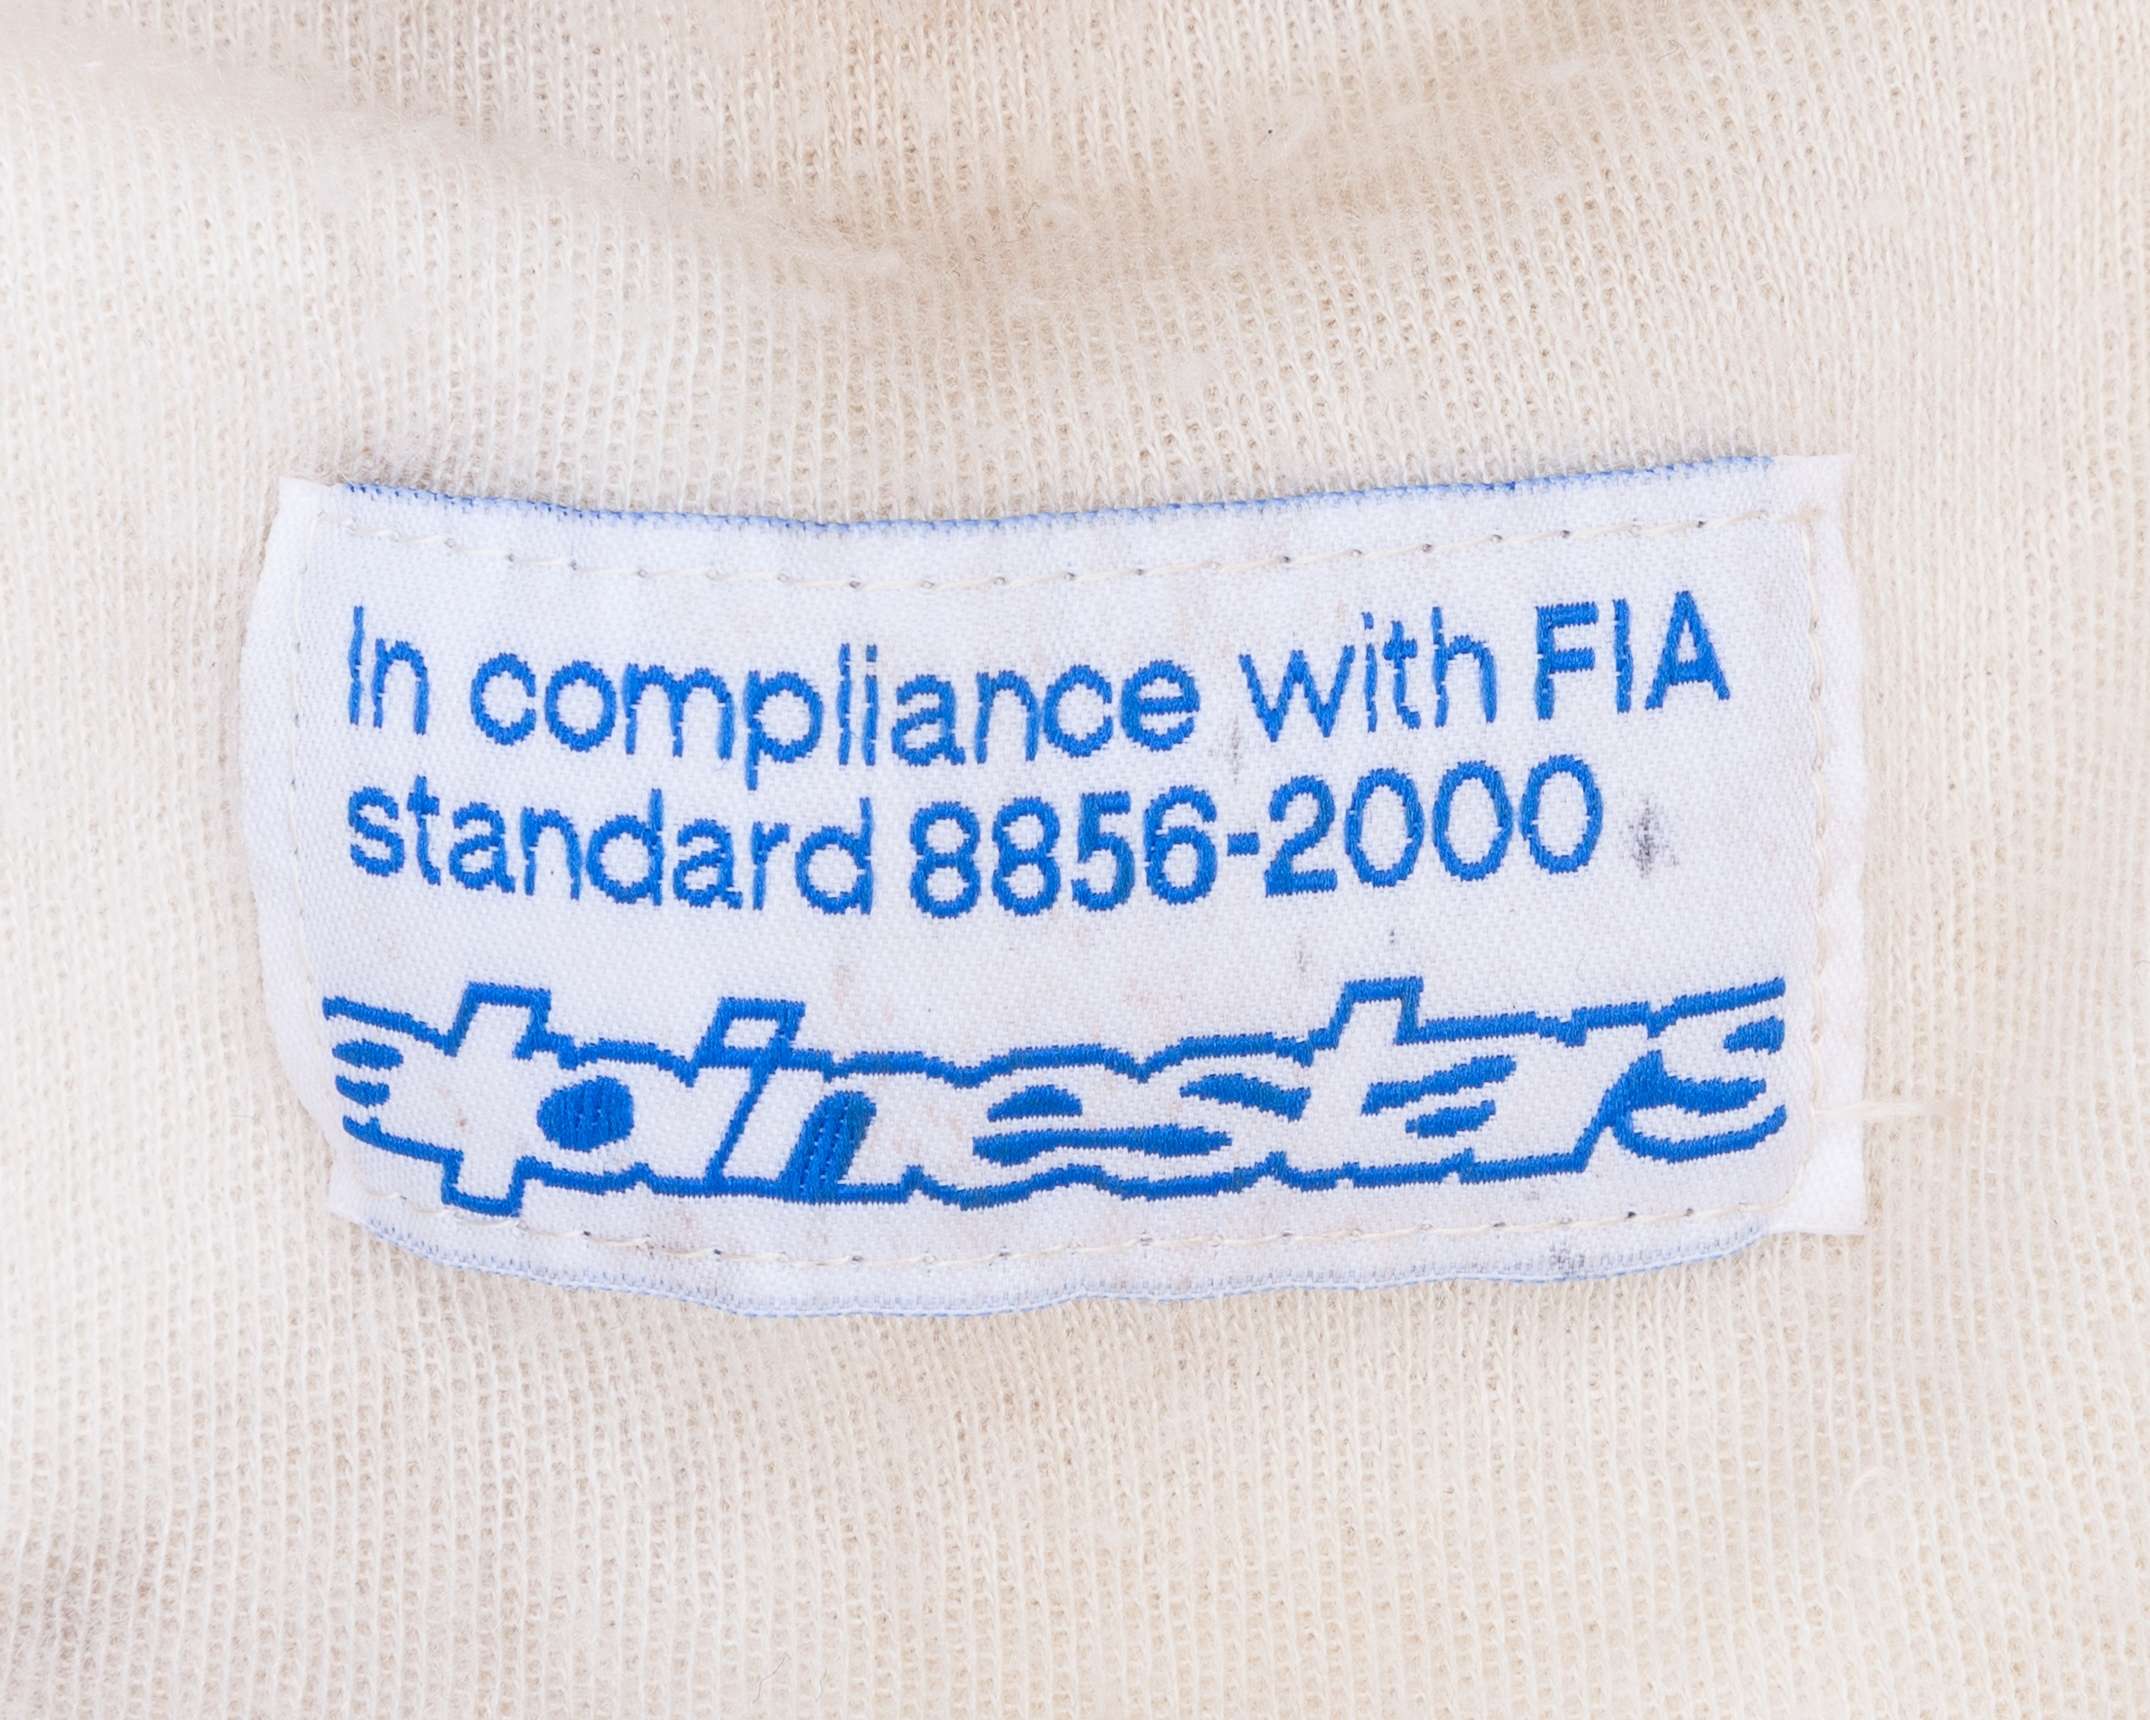 In compliance with FIA
standard 8856-2000
alpinestars